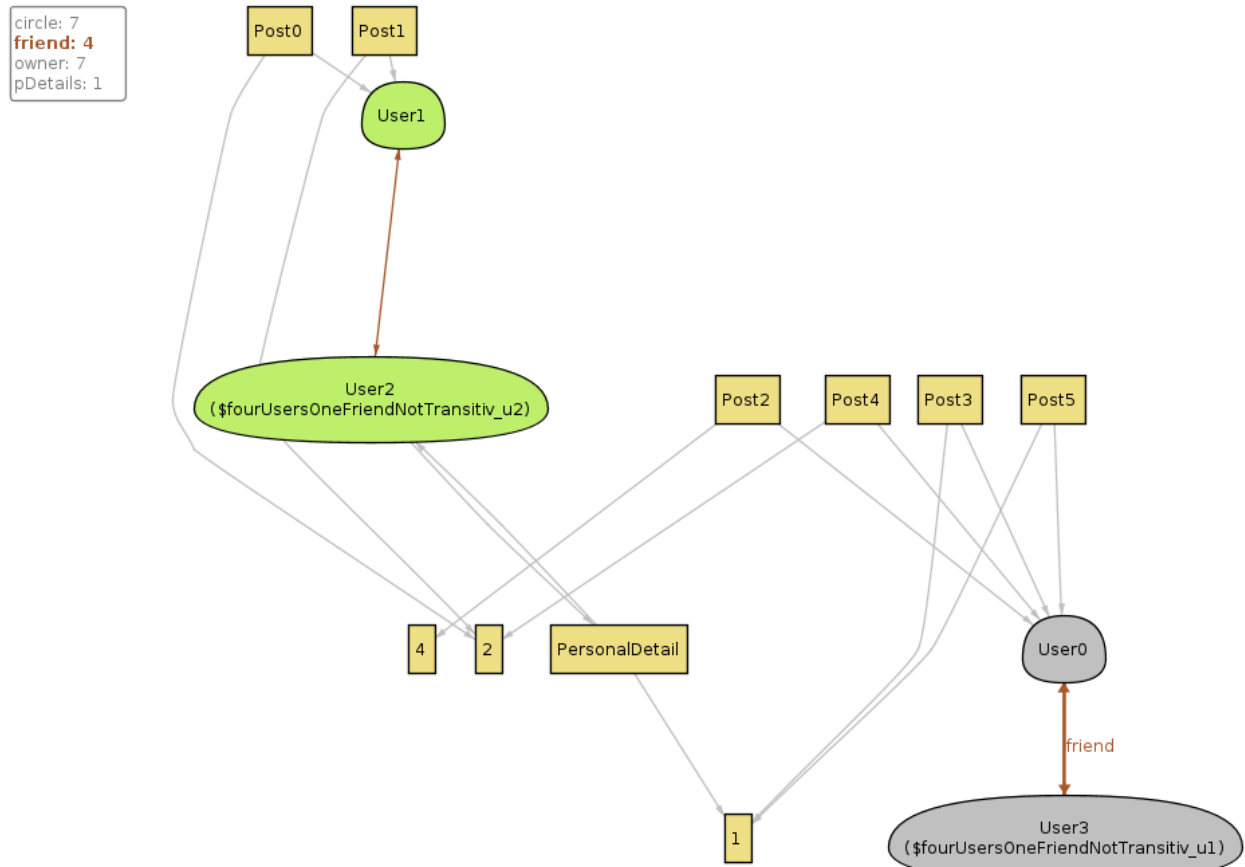 circle: 7
friend: 4
owner: 7
pDetails: 1
Post0
Post1
User1
User2
($fourUsersOneFriendNotTransitiv_u2)
Post2
Post4
Post3
Post5
4
2
PersonalDetail
User0
friend
1
User3
($fourUsersOneFriendNotTransitiv_u1)